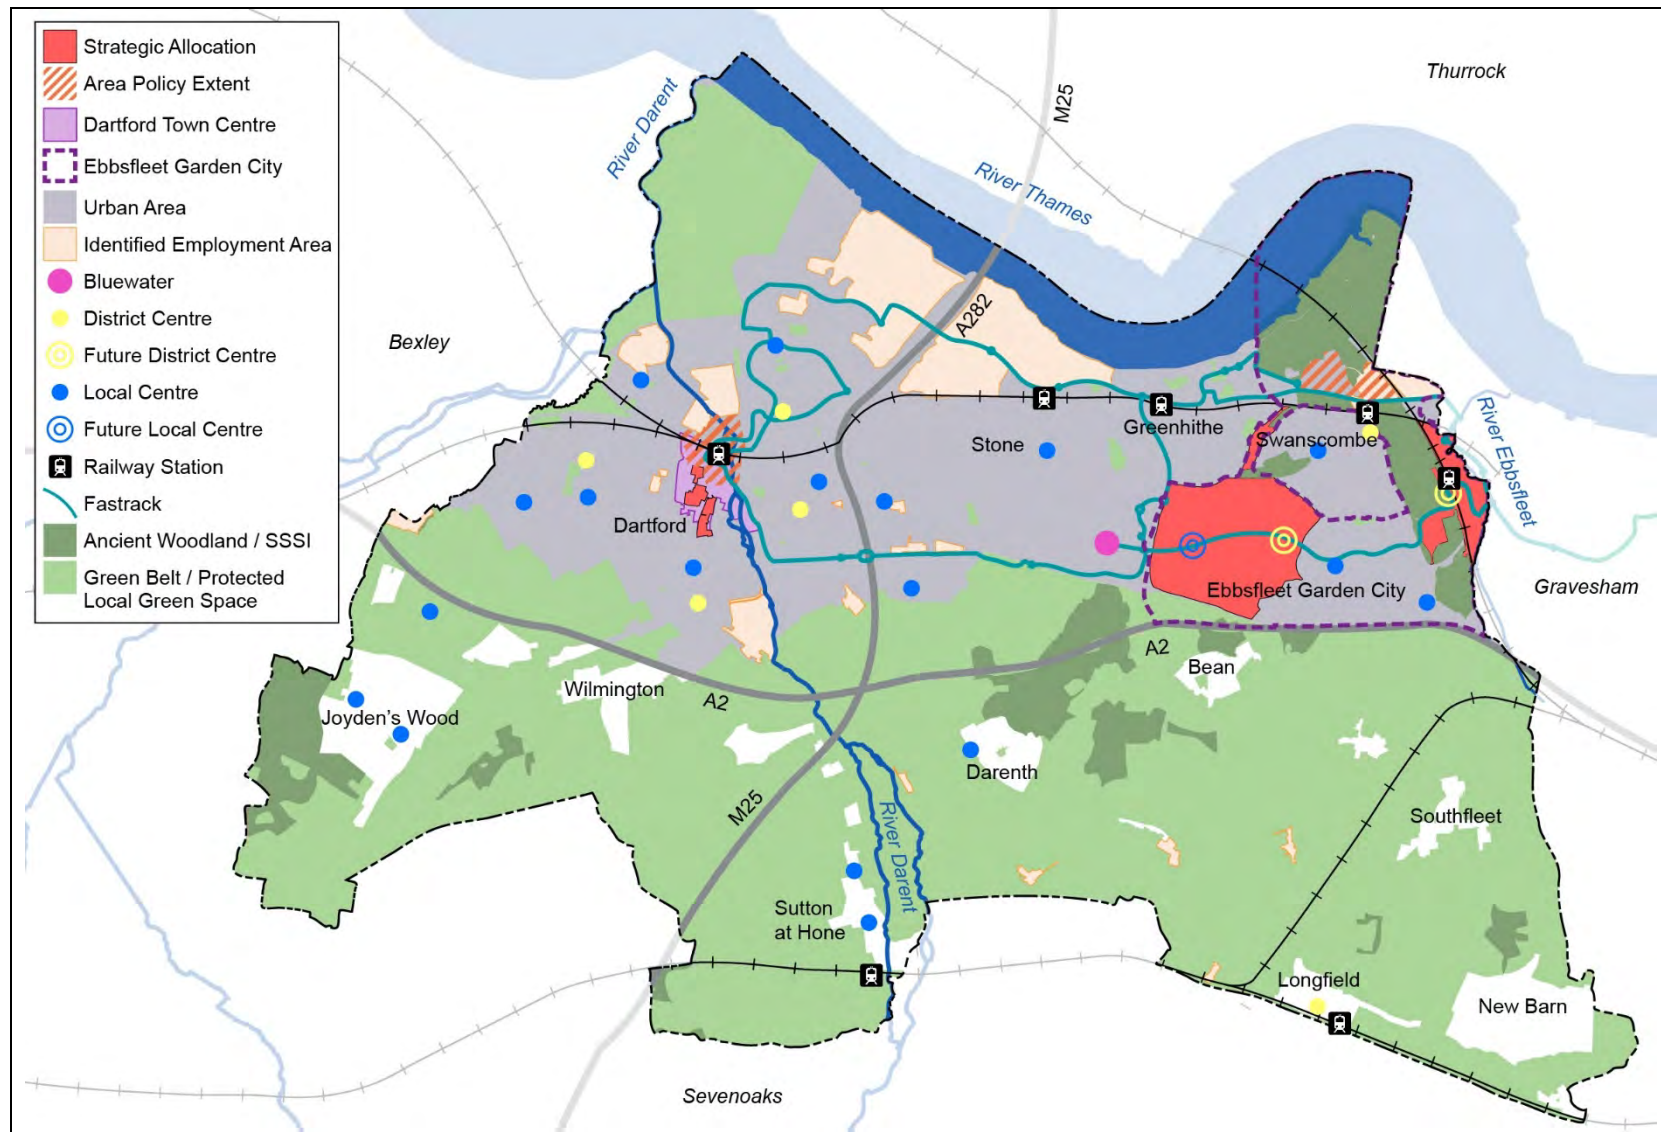 Strategic Allocation
Area Policy Extent
Dartford Town Centre
Ebbsfleet Garden City
Urban Area
Identified Employment Area
Bluewater
District Centre
Future District Centre
Local Centre
Future Local Centre
Railway Station
Fastrack
Ancient Woodland / SSSI
Green Belt / Protected
Local Green Space
Thurrock
M25
River Darent
River Thames
A282
Bexley
Greenhithe
Stone
Swanscombe
River Ebbsfleet
Dartford
Ebbsfleet Garden City
Gravesham
A2
Bean
Wilmington
A2
Joyden's Wood
Darenth
M25
River Darent
Southfleet
Sutton
at Hone
Longfield
New Barn
Sevenoaks